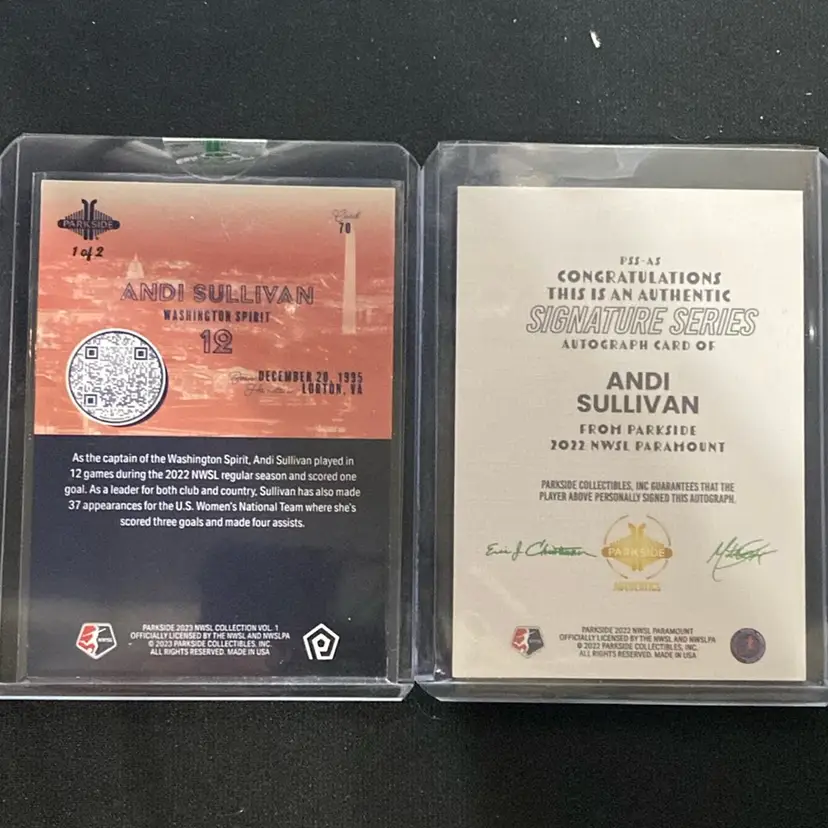 PARKSIDE
1 of 2
Card
70
ANDI SULLIVAN
WASHINGTON SPIRIT
12
Born DECEMBER 20, 1995
Hometown LORTON, VA
As the captain of the Washington Spirit, Andi Sullivan played in
12 games during the 2022 NWSL regular season and scored one
goal. As a leader for both club and country, Sullivan has also made
37 appearances for the U.S. Women's National Team where she's
scored three goals and made four assists.
NWSL
PARKSIDE 2023 NWSL COLLECTION VOL. 1
OFFICIALLY LICENSED BY THE NWSL AND NWSLPA
© 2023 PARKSIDE COLLECTIBLES, INC.
ALL RIGHTS RESERVED. MADE IN USA
PSS-AS
CONGRATULATIONS
THIS IS AN AUTHENTIC
SIGNATURE SERIES
AUTOGRAPH CARD OF
ANDI
SULLIVAN
FROM PARKSIDE
2022 NWSL PARAMOUNT
PARKSIDE COLLECTIBLES, INC GUARANTEES THAT THE
PLAYER ABOVE PERSONALLY SIGNED THIS AUTOGRAPH.
PARKSIDE
AUTHENTICS
NWSL
PARKSIDE 2022 NWSL PARAMOUNT
OFFICIALLY LICENSED BY THE NWSL AND NWSLPA
© 2022 PARKSIDE COLLECTIBLES, INC.
ALL RIGHTS RESERVED. MADE IN USA